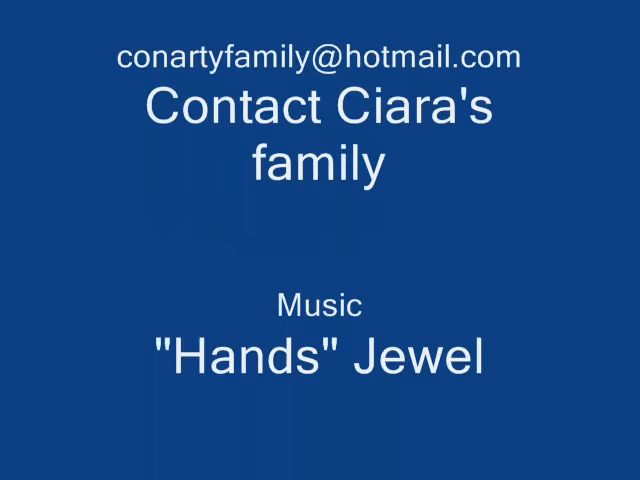 conartyfamily@hotmail.com
Contact Ciara's
family
Music
"Hands" Jewel